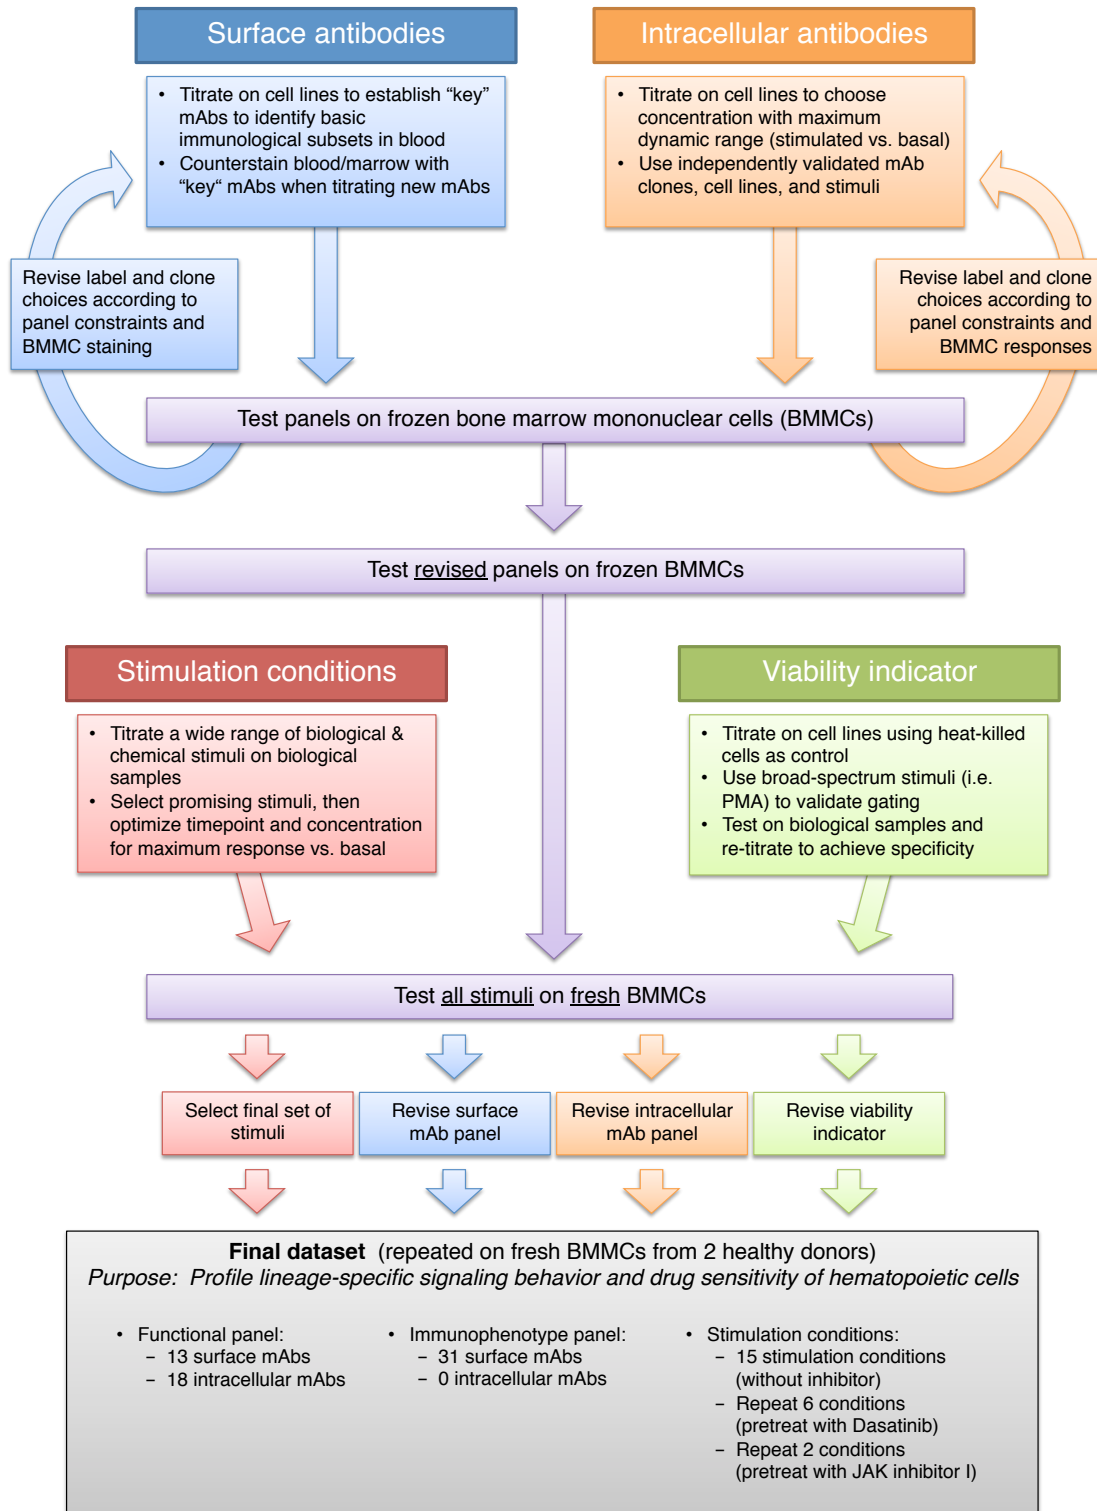 Surface antibodies
• Titrate on cell lines to establish “key”
mAbs to identify basic
immunological subsets in blood
• Counterstain blood/marrow with
“key“ mAbs when titrating new mAbs
Intracellular antibodies
• Titrate on cell lines to choose
concentration with maximum
dynamic range (stimulated vs. basal)
• Use independently validated mAb
clones, cell lines, and stimuli
Revise label and clone
choices according to
panel constraints and
BMMC staining
Revise label and clone
choices according to
panel constraints and
BMMC responses
Test panels on frozen bone marrow mononuclear cells (BMMCs)
Test revised panels on frozen BMMCs
Stimulation conditions
• Titrate a wide range of biological &
chemical stimuli on biological
samples
• Select promising stimuli, then
optimize timepoint and concentration
for maximum response vs. basal
Viability indicator
• Titrate on cell lines using heat-killed
cells as control
• Use broad-spectrum stimuli (i.e.
PMA) to validate gating
• Test on biological samples and
re-titrate to achieve specificity
Test all stimuli on fresh BMMCs
Select final set of
stimuli
Revise surface
mAb panel
Revise intracellular
mAb panel
Revise viability
indicator
Final dataset (repeated on fresh BMMCs from 2 healthy donors)
Purpose: Profile lineage-specific signaling behavior and drug sensitivity of hematopoietic cells
• Functional panel:
– 13 surface mAbs
– 18 intracellular mAbs
• Immunophenotype panel:
– 31 surface mAbs
– 0 intracellular mAbs
• Stimulation conditions:
– 15 stimulation conditions
(without inhibitor)
– Repeat 6 conditions
(pretreat with Dasatinib)
– Repeat 2 conditions
(pretreat with JAK inhibitor I)